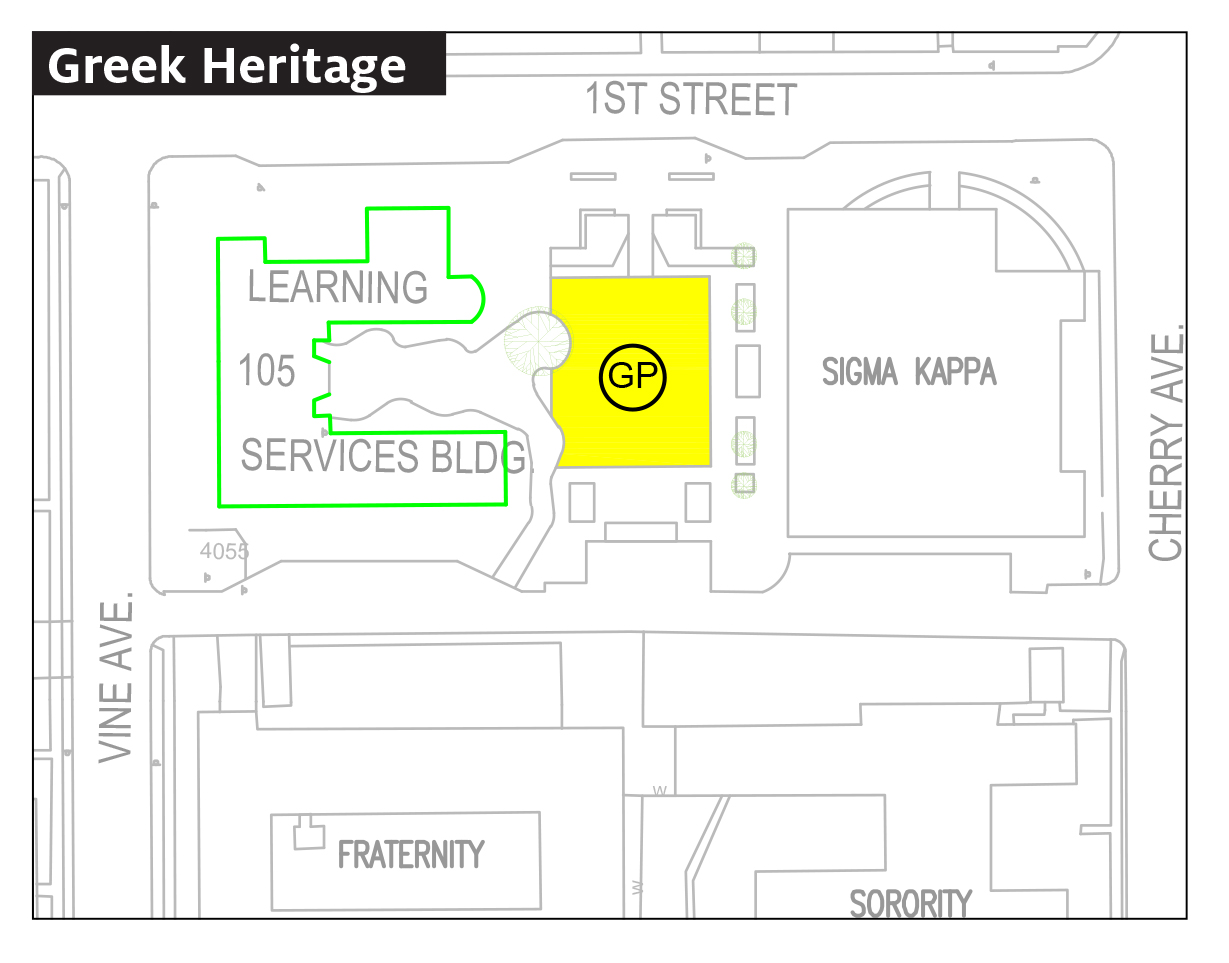 Greek Heritage
1ST STREET
LEARNING
105
SERVICES BLDG.
GP
SIGMA KAPPA
CHERRY AVE.
4055
VINE AVE.
W
W
FRATERNITY
SORORITY